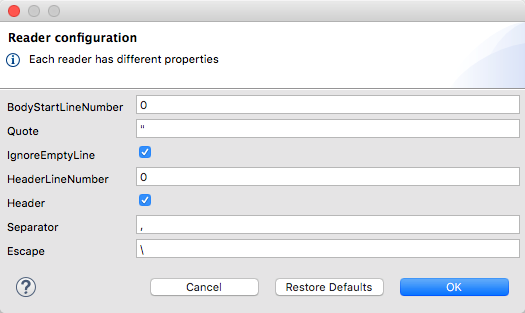 Reader configuration
Each reader has different properties
BodyStartLineNumber 0
Quote "
IgnoreEmptyLine
HeaderLineNumber 0
Header
Separator ,
Escape \
? Cancel Restore Defaults OK